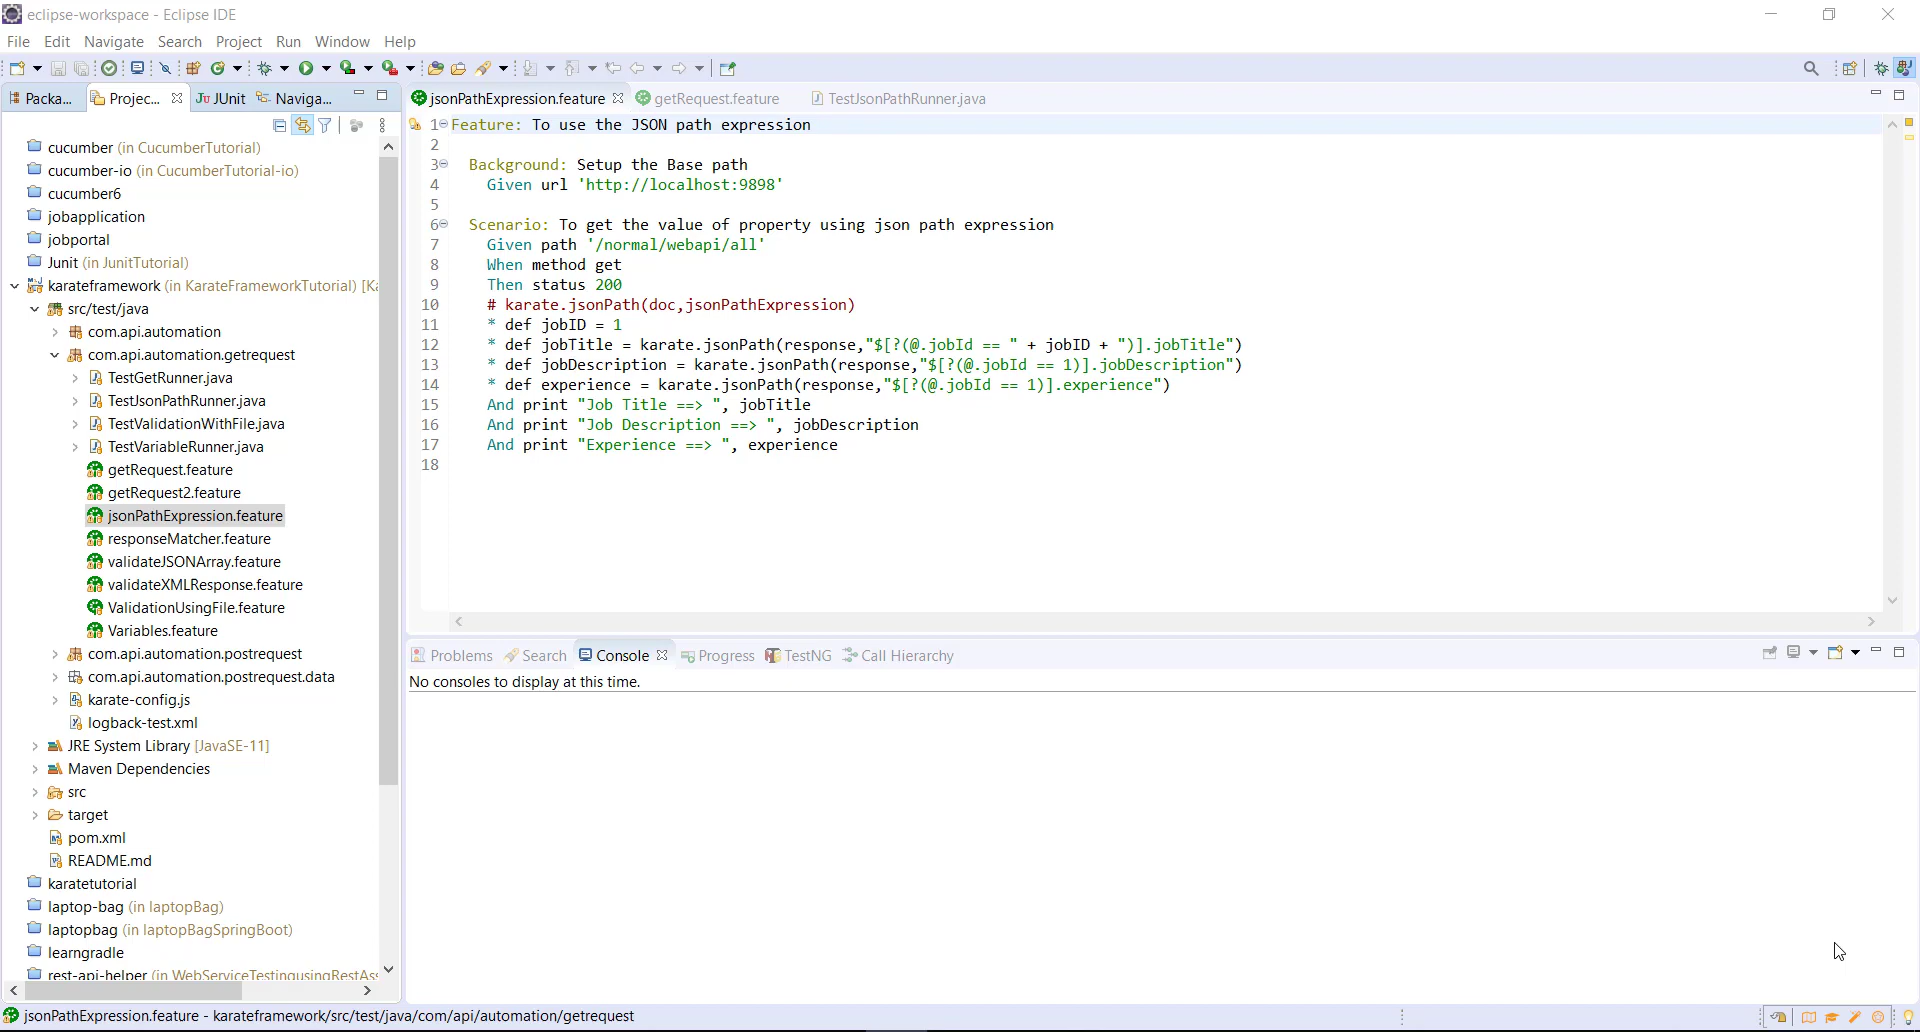 eclipse-workspace - Eclipse IDE
File Edit Navigate Search Project Run Window Help
Packa... Projec... JUnit Naviga...
jsonPathExpression.feature getRequest.feature TestJsonPathRunner.java
cucumber (in CucumberTutorial)
cucumber-io (in CucumberTutorial-io)
cucumber6
jobapplication
jobportal
Junit (in JunitTutorial)
karateframework (in KarateFrameworkTutorial) [Ka
src/test/java
com.api.automation
com.api.automation.getrequest
TestGetRunner.java
TestJsonPathRunner.java
TestValidationWithFile.java
TestVariableRunner.java
getRequest.feature
getRequest2.feature
jsonPathExpression.feature
responseMatcher.feature
validateJSONArray.feature
validateXMLResponse.feature
ValidationUsingFile.feature
Variables.feature
com.api.automation.postrequest
com.api.automation.postrequest.data
karate-config.js
logback-test.xml
JRE System Library [JavaSE-11]
Maven Dependencies
src
target
pom.xml
README.md
karatetutorial
laptop-bag (in laptopBag)
laptopbag (in laptopBagSpringBoot)
learngradle
rest-api-helper (in WebServiceTestingusingRestAs
1 Feature: To use the JSON path expression
2
3 Background: Setup the Base path
4 Given url 'http://localhost:9898'
5
6 Scenario: To get the value of property using json path expression
7 Given path '/normal/webapi/all'
8 When method get
9 Then status 200
10 # karate.jsonPath(doc,jsonPathExpression)
11 * def jobID = 1
12 * def jobTitle = karate.jsonPath(response,"$[?(@.jobId == " + jobID + ")].jobTitle")
13 * def jobDescription = karate.jsonPath(response,"$[?(@.jobId == 1)].jobDescription")
14 * def experience = karate.jsonPath(response,"$[?(@.jobId == 1)].experience")
15 And print "Job Title ==> ", jobTitle
16 And print "Job Description ==> ", jobDescription
17 And print "Experience ==> ", experience
18
Problems Search Console Progress TestNG Call Hierarchy
No consoles to display at this time.
jsonPathExpression.feature - karateframework/src/test/java/com/api/automation/getrequest